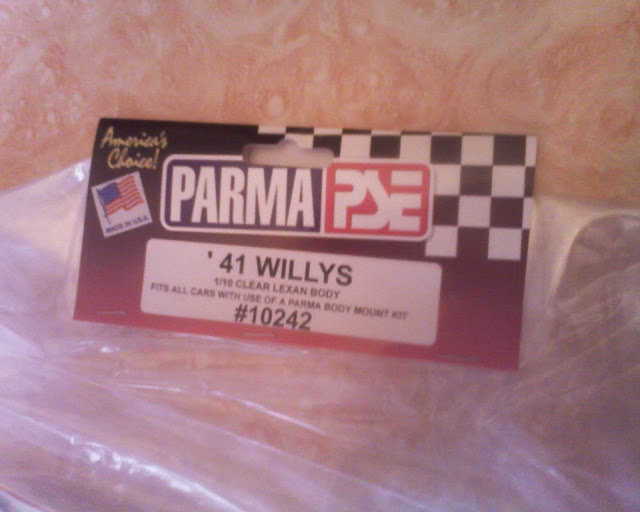 America's
Choice!
PARMA PSE
MADE IN U.S.A.
' 41 WILLYS
1/10 CLEAR LEXAN BODY
FITS ALL CARS WITH USE OF A PARMA BODY MOUNT KIT
#10242